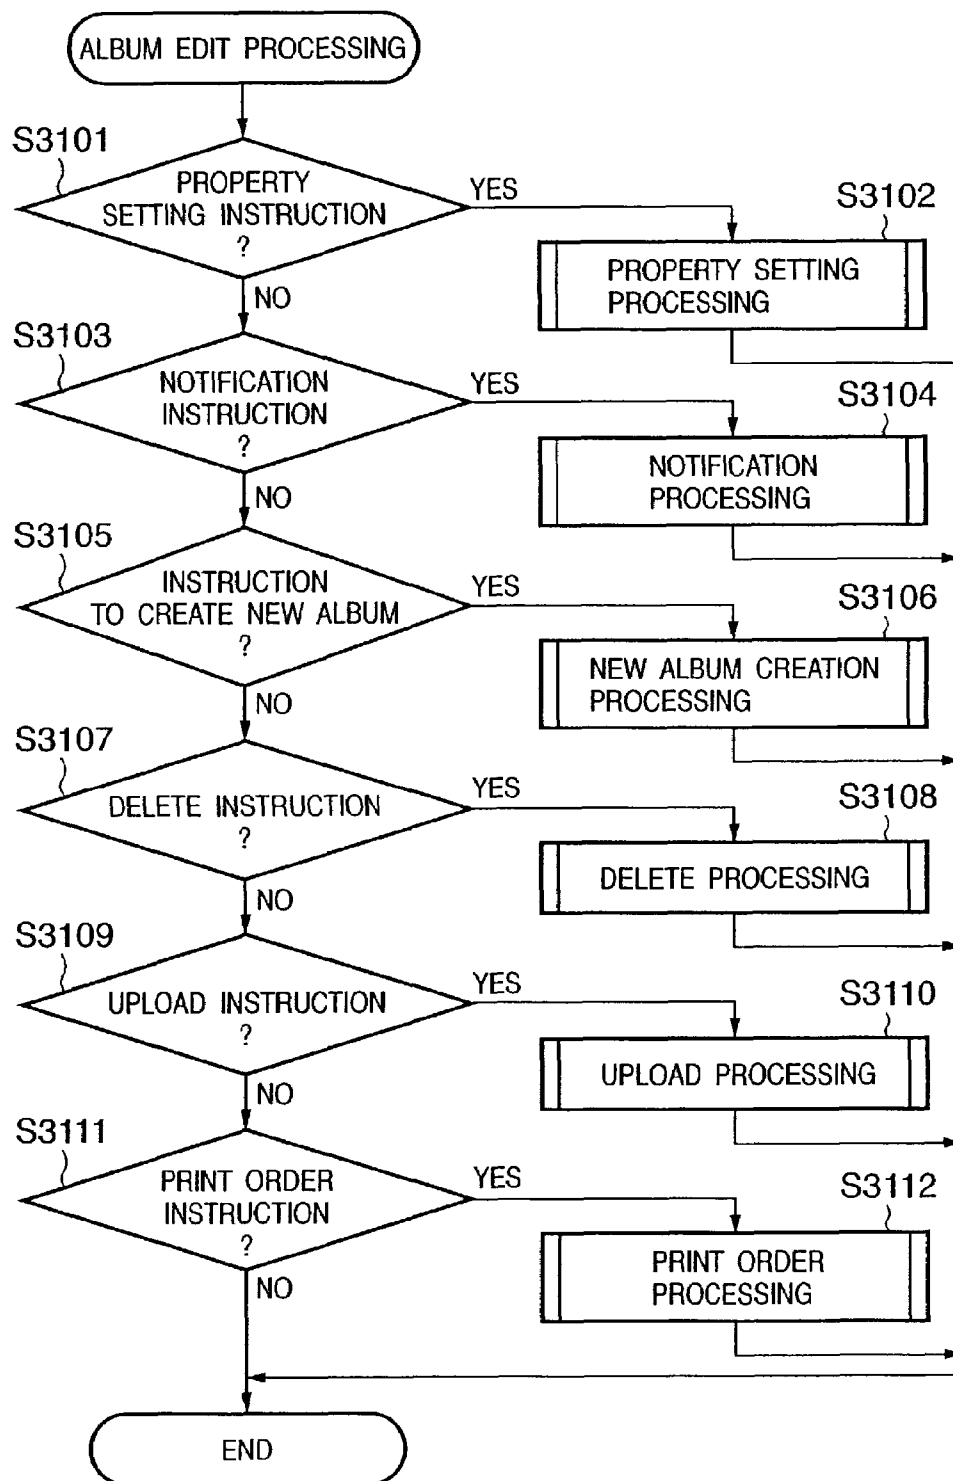 ALBUM EDIT PROCESSING
S3101
PROPERTY
SETTING INSTRUCTION
?
YES
S3102
PROPERTY SETTING
PROCESSING
NO
S3103
NOTIFICATION
INSTRUCTION
?
YES
S3104
NOTIFICATION
PROCESSING
NO
S3105
INSTRUCTION
TO CREATE NEW ALBUM
?
YES
S3106
NEW ALBUM CREATION
PROCESSING
NO
S3107
DELETE INSTRUCTION
?
YES
S3108
DELETE PROCESSING
NO
S3109
UPLOAD INSTRUCTION
?
YES
S3110
UPLOAD PROCESSING
NO
S3111
PRINT ORDER
INSTRUCTION
?
YES
S3112
PRINT ORDER
PROCESSING
NO
END